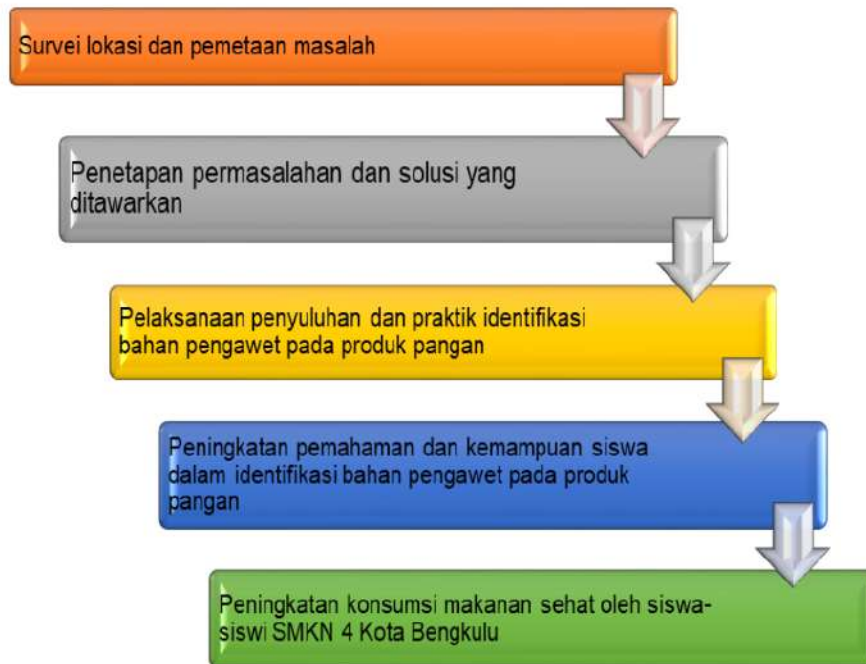 Survei lokasi dan pemetaan masalah
Penetapan permasalahan dan solusi yang
ditawarkan
Pelaksanaan penyuluhan dan praktik identifikasi
bahan pengawet pada produk pangan
Peningkatan pemahaman dan kemampuan siswa
dalam identifikasi bahan pengawet pada produk
pangan
Peningkatan konsumsi makanan sehat oleh siswa-
siswi SMKN 4 Kota Bengkulu